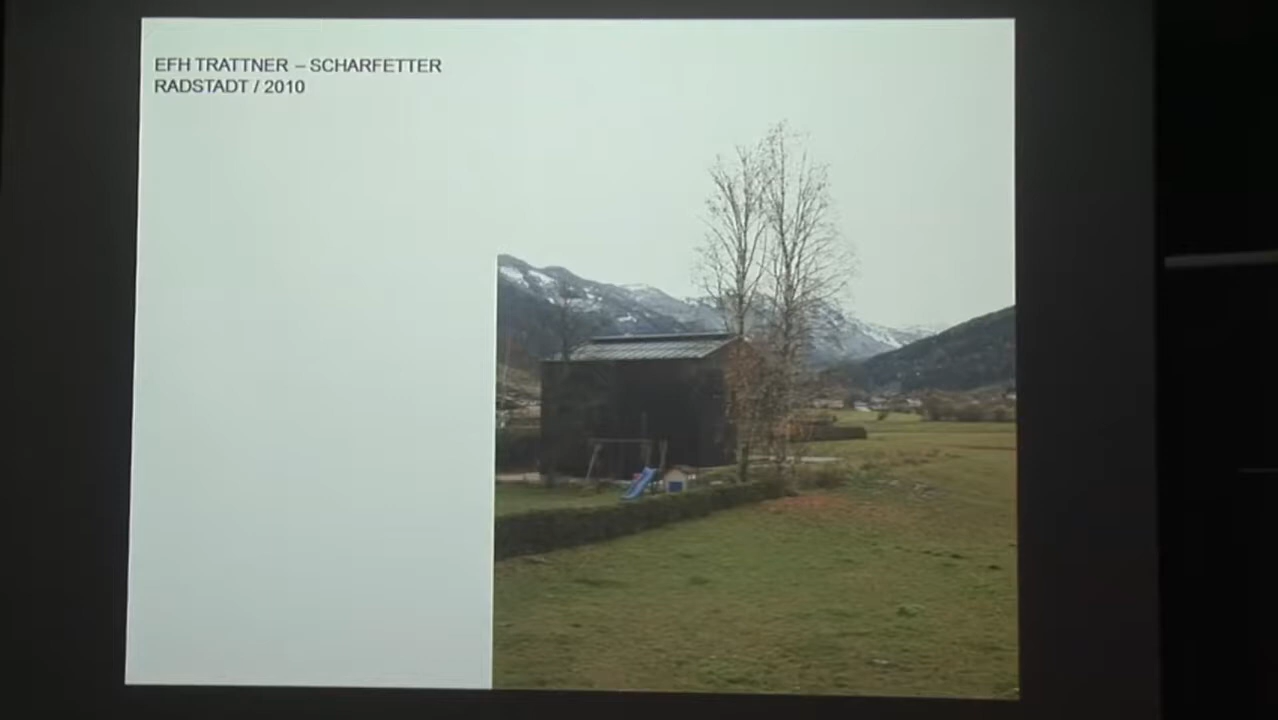 EFH TRATTNER – SCHARFETTER
RADSTADT / 2010